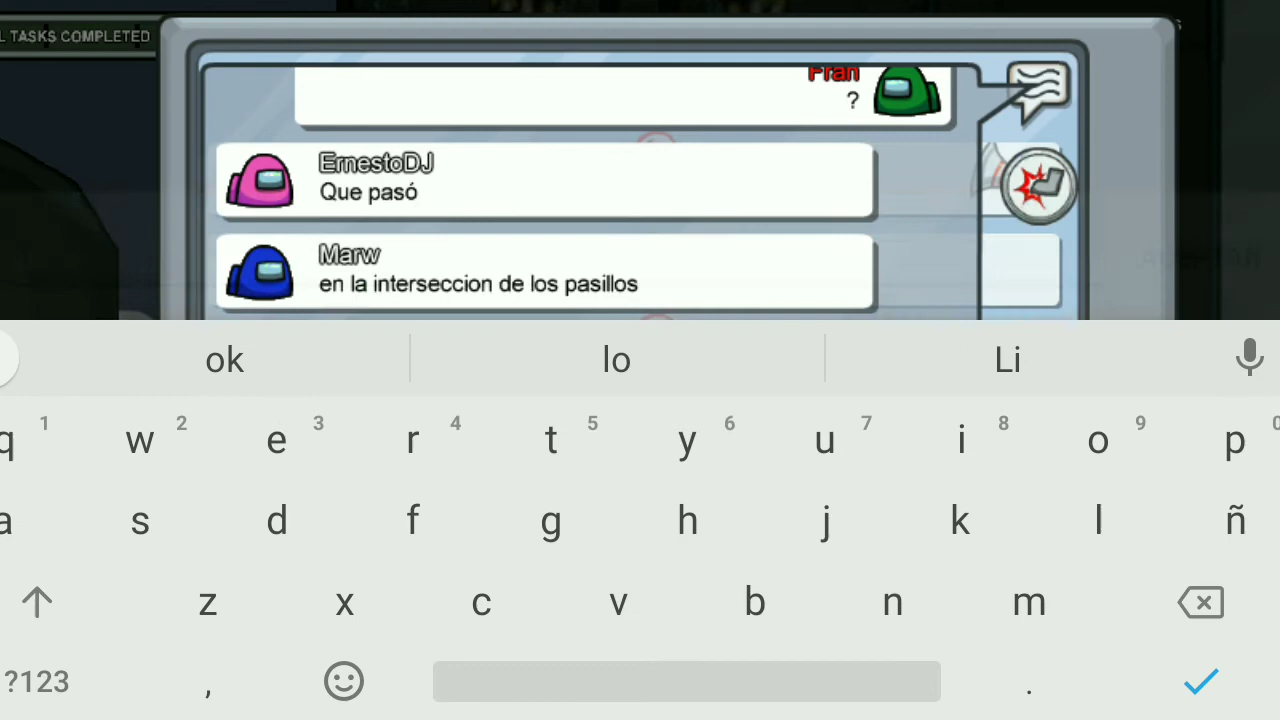 L TASKS COMPLETED
Fran
?
ErnestoDJ
Que pasó
Marw
en la interseccion de los pasillos
ok lo Li
q 1 w 2 e 3 r 4 t 5 y 6 u 7 i 8 o 9 p 0
a s d f g h j k l ñ
z x c v b n m
?123 , .